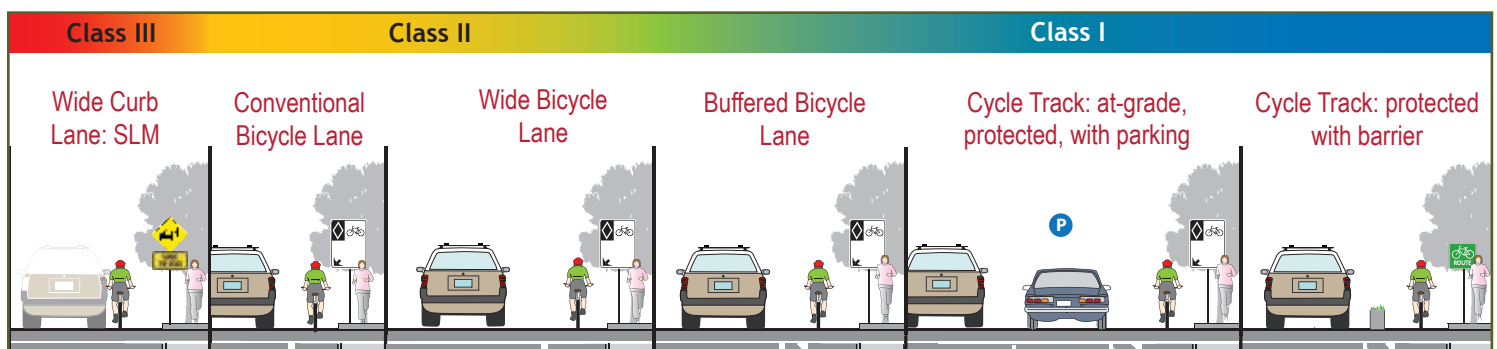 Class III
Class II
Class I
Wide Curb
Lane: SLM
Conventional
Bicycle Lane
Wide Bicycle
Lane
Buffered Bicycle
Lane
Cycle Track: at-grade,
protected, with parking
Cycle Track: protected
with barrier
P
ROUTE